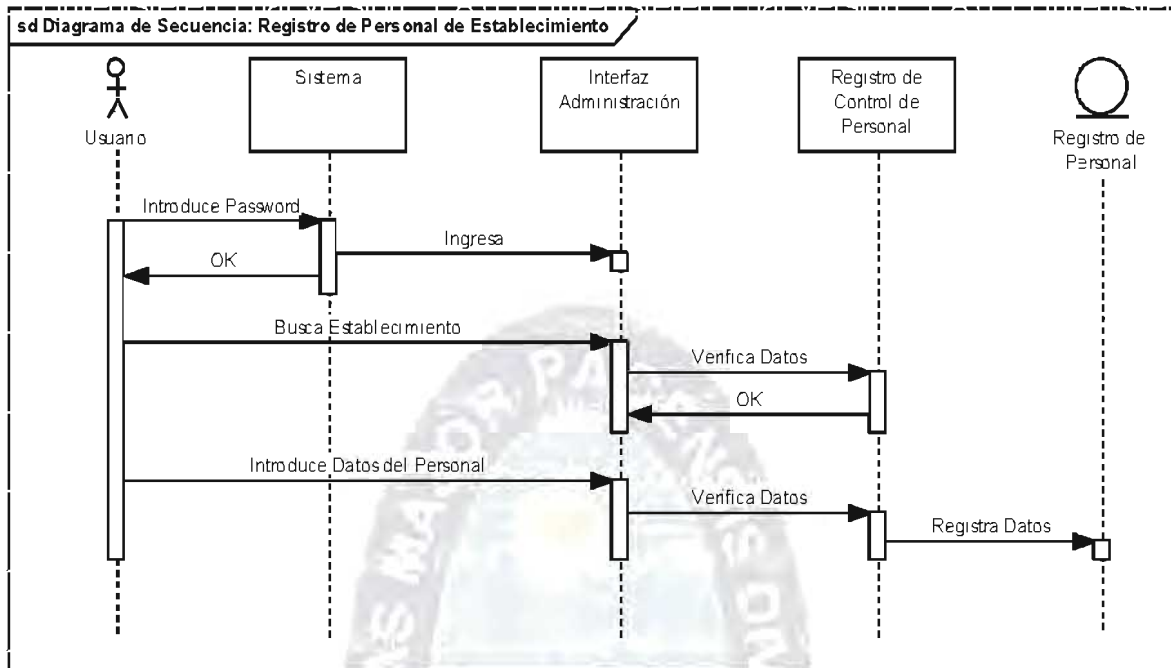 sd Diagrama de Secuencia: Registro de Personal de Establecimiento
Sistema
Interfaz
Administración
Registro de
Control de
Personal
Usuario
Registro de
Personal
Introduce Password
Ingresa
OK
Busca Establecimiento
Verifica Datos
OK
Introduce Datos del Personal
Verifica Datos
Registra Datos